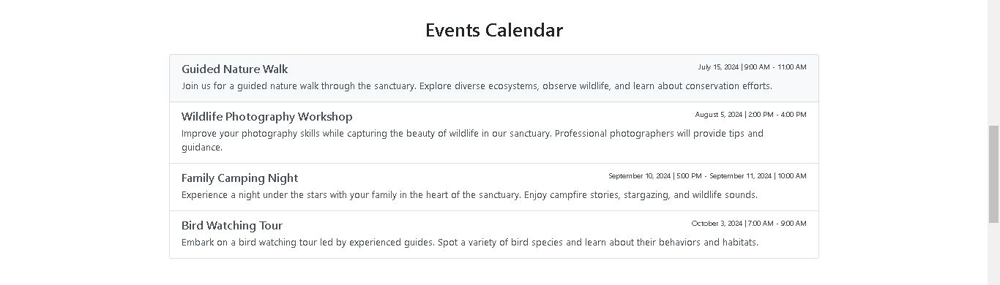 Events Calendar
Guided Nature Walk
July 15, 2024 | 9:00 AM - 11:00 AM
Join us for a guided nature walk through the sanctuary. Explore diverse ecosystems, observe wildlife, and learn about conservation efforts.
Wildlife Photography Workshop
August 5, 2024 | 2:00 PM - 4:00 PM
Improve your photography skills while capturing the beauty of wildlife in our sanctuary. Professional photographers will provide tips and
guidance.
Family Camping Night
September 10, 2024 | 5:00 PM - September 11, 2024 | 10:00 AM
Experience a night under the stars with your family in the heart of the sanctuary. Enjoy campfire stories, stargazing, and wildlife sounds.
Bird Watching Tour
October 3, 2024 | 7:00 AM - 9:00 AM
Embark on a bird watching tour led by experienced guides. Spot a variety of bird species and learn about their behaviors and habitats.